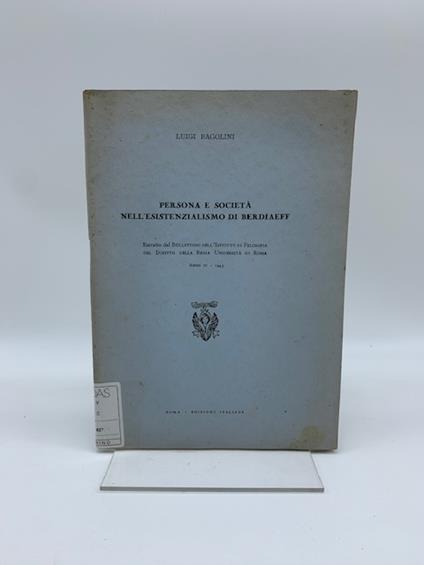 LUIGI BAGOLINI
PERSONA E SOCIETÀ
NELL'ESISTENZIALISMO DI BERDIAEFF
Estratto dal BOLLETTINO DELL'ISTITUTO DI FILOSOFIA
DEL DIRITTO DELLA REGIA UNIVERSITÀ DI ROMA
1943
ROMA
EDIZIONI ITALIANE